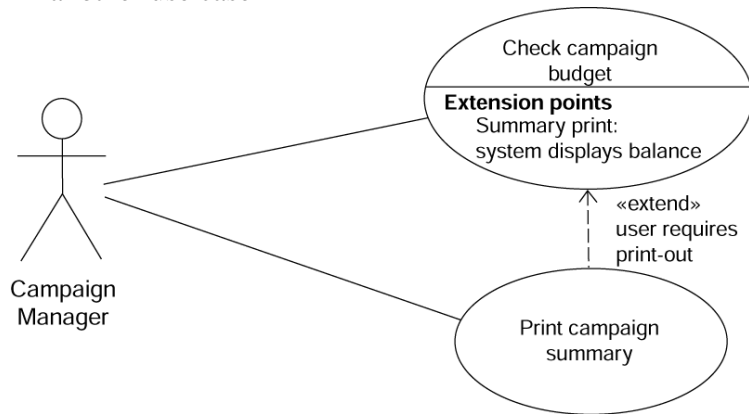 Check campaign
budget
Extension points
Summary print:
system displays balance
«extend»
user requires
print-out
Campaign
Manager
Print campaign
summary